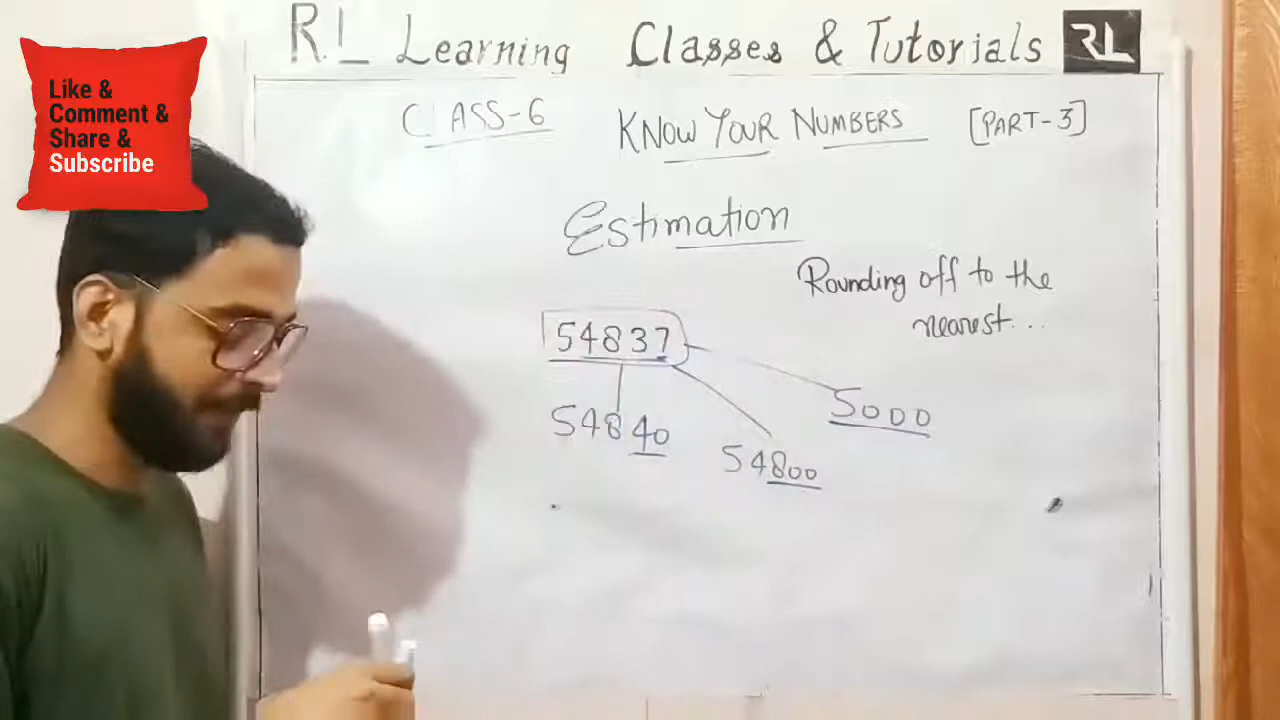 R.L Learning Classes & Tutorials RL
Like &
Comment &
Share &
Subscribe
CLASS-6 KNOW YOUR NUMBERS [PART-3]
Estimation
Rounding off to the
nearest...
54837
5000
54840
54800